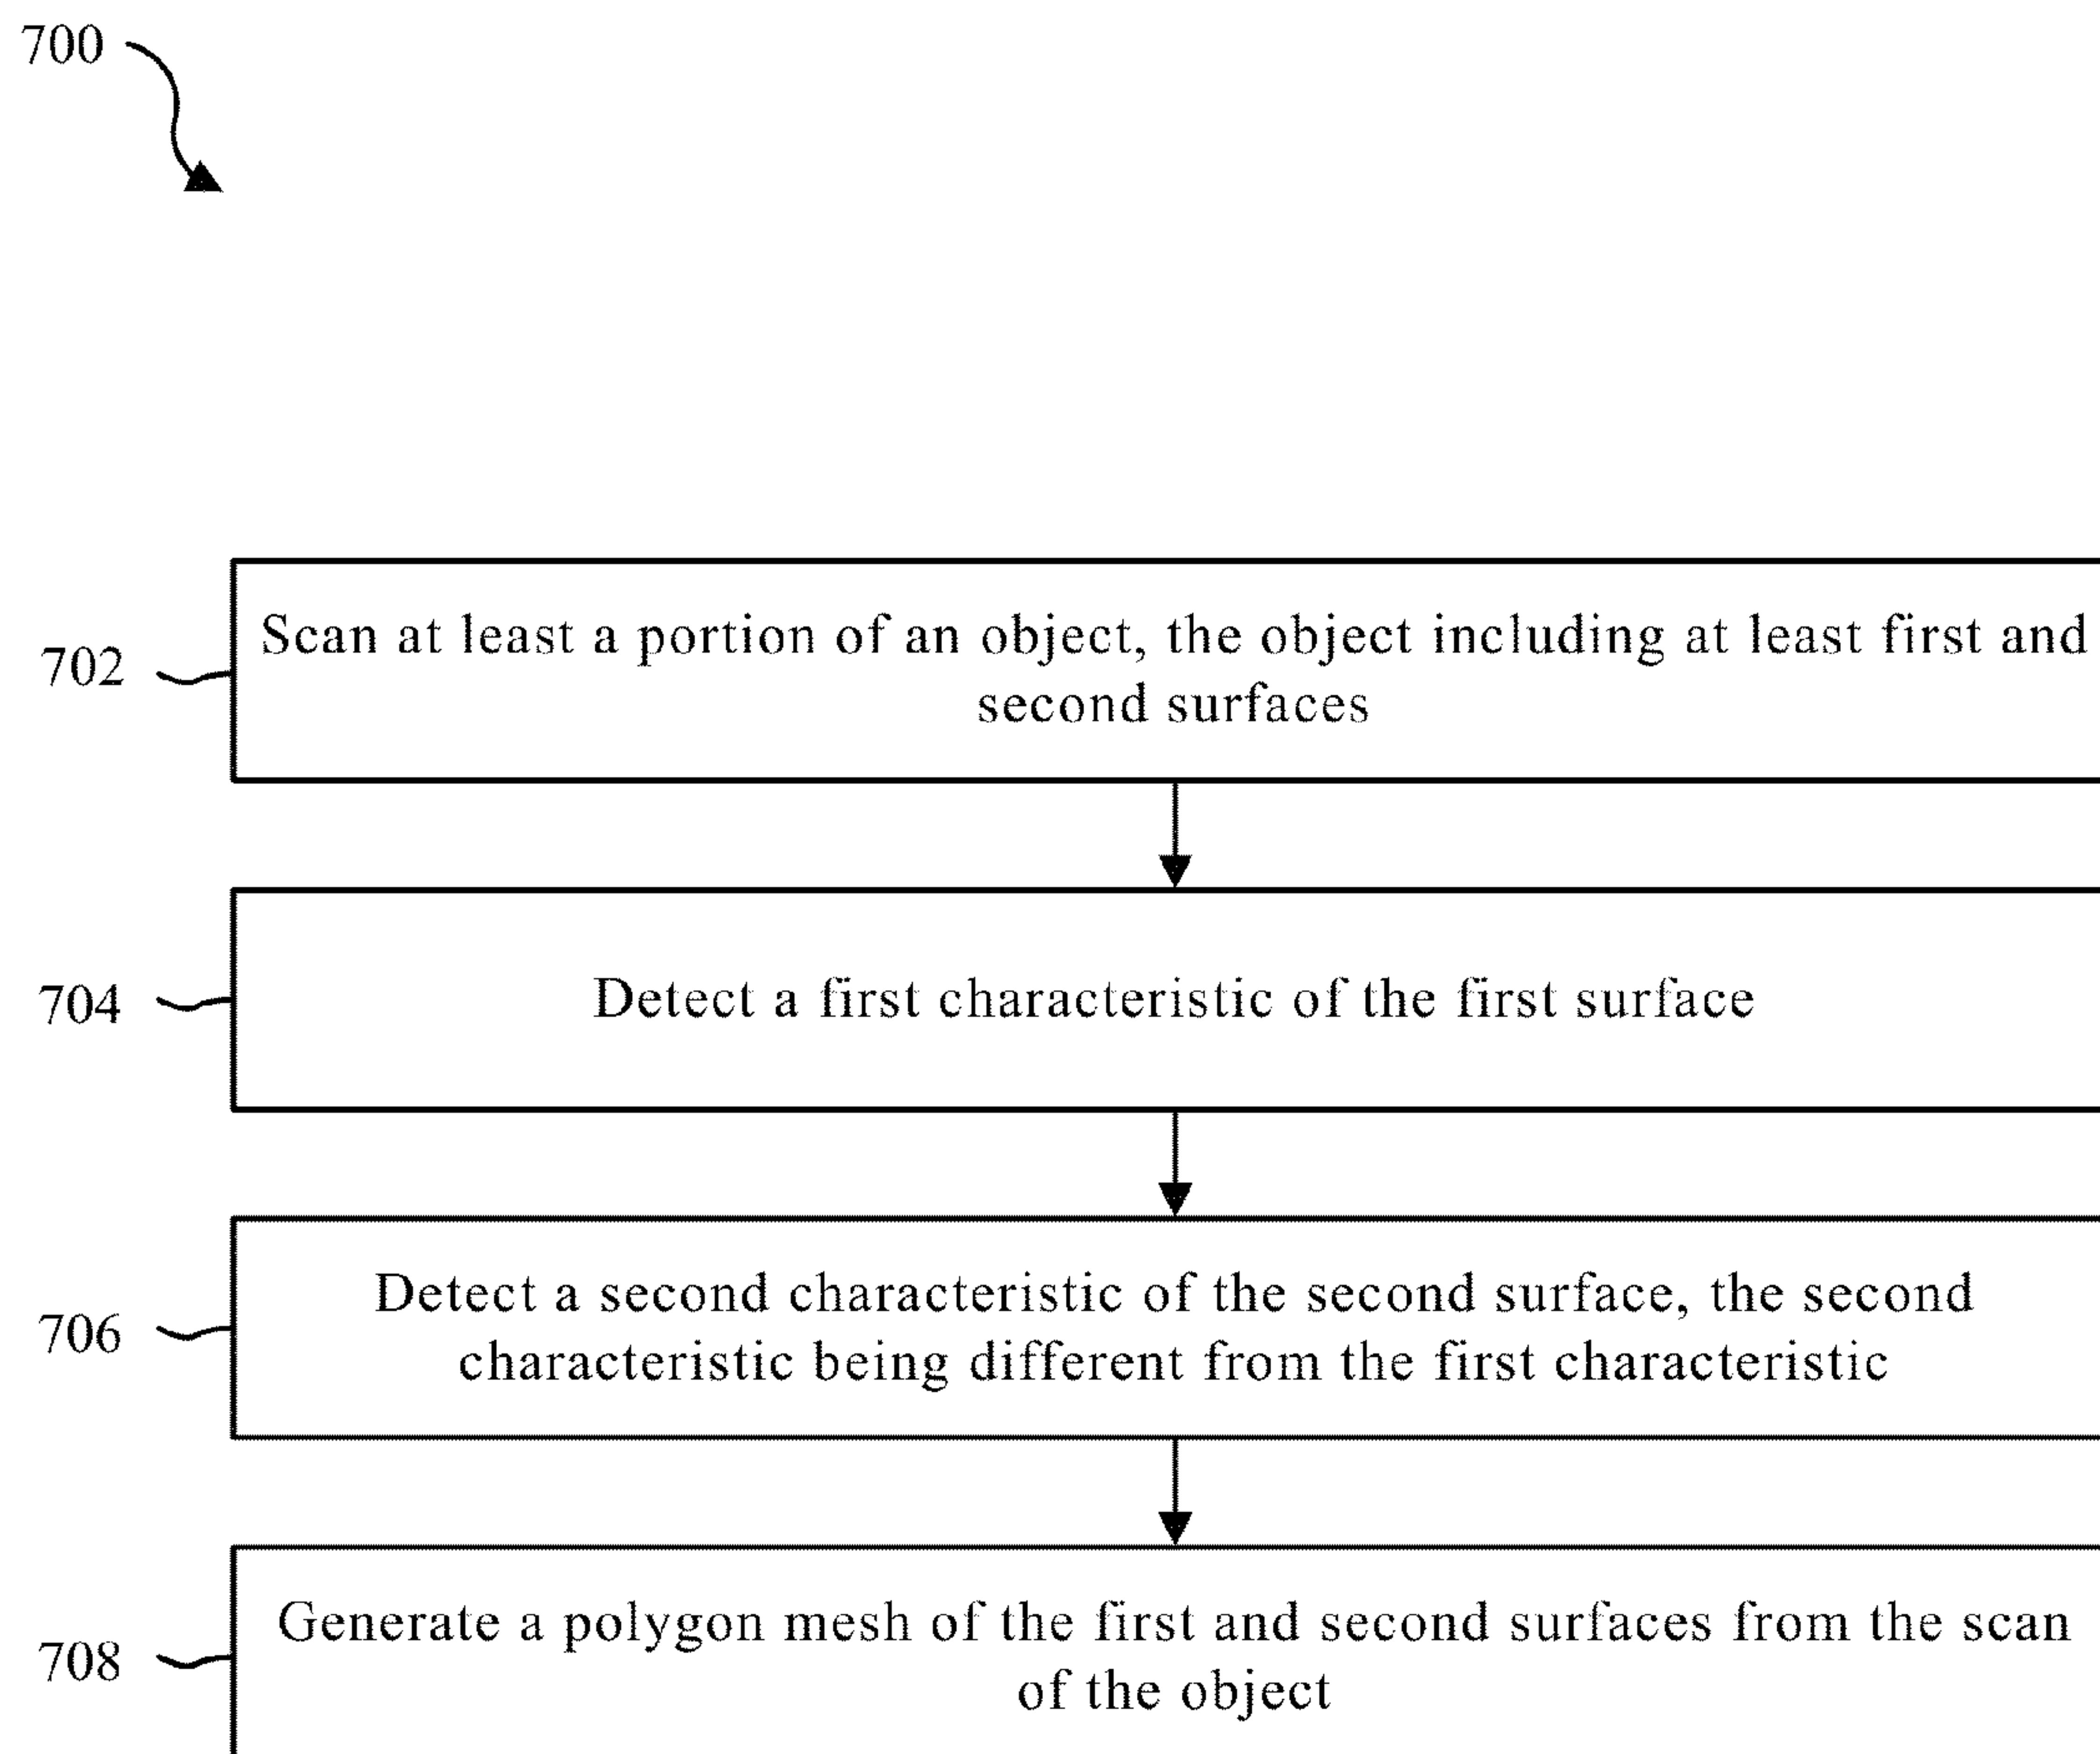 700
702
Scan at least a portion of an object, the object including at least first and
second surfaces
704
Detect a first characteristic of the first surface
706
Detect a second characteristic of the second surface, the second
characteristic being different from the first characteristic
708
Generate a polygon mesh of the first and second surfaces from the scan
of the object